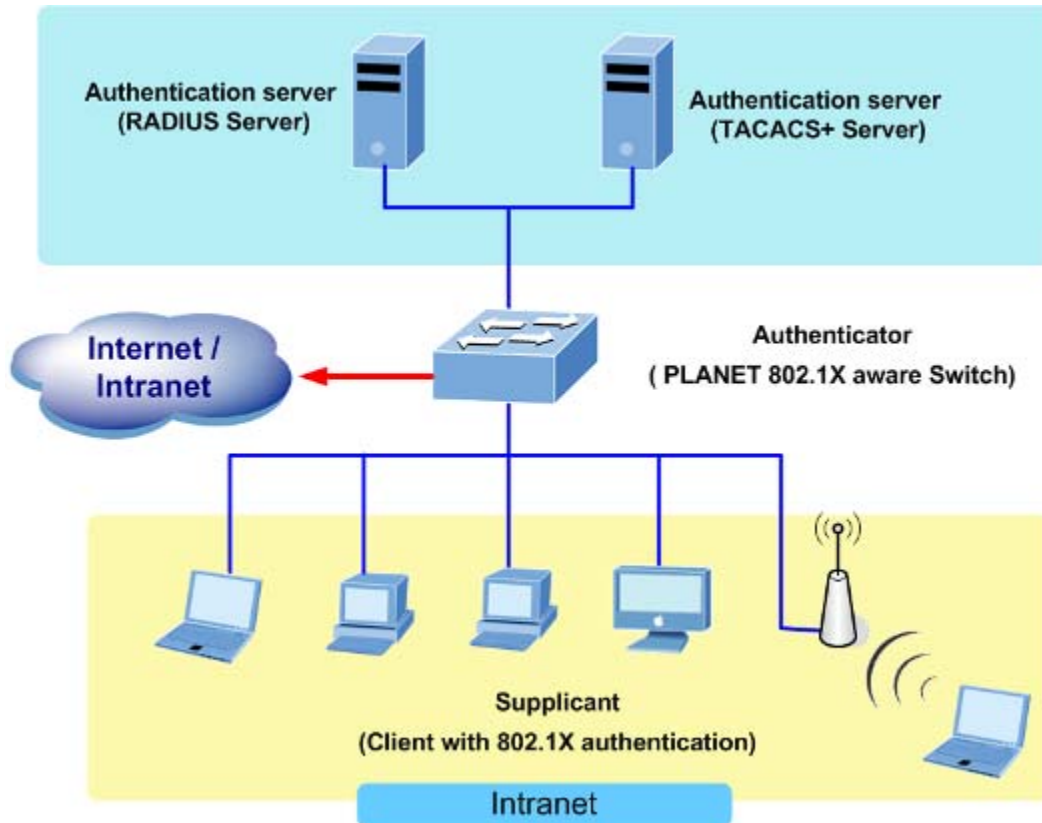 Authentication server
(RADIUS Server)
Authentication server
(TACACS+ Server)
Internet /
Intranet
Authenticator
( PLANET 802.1X aware Switch)
Supplicant
(Client with 802.1X authentication)
Intranet